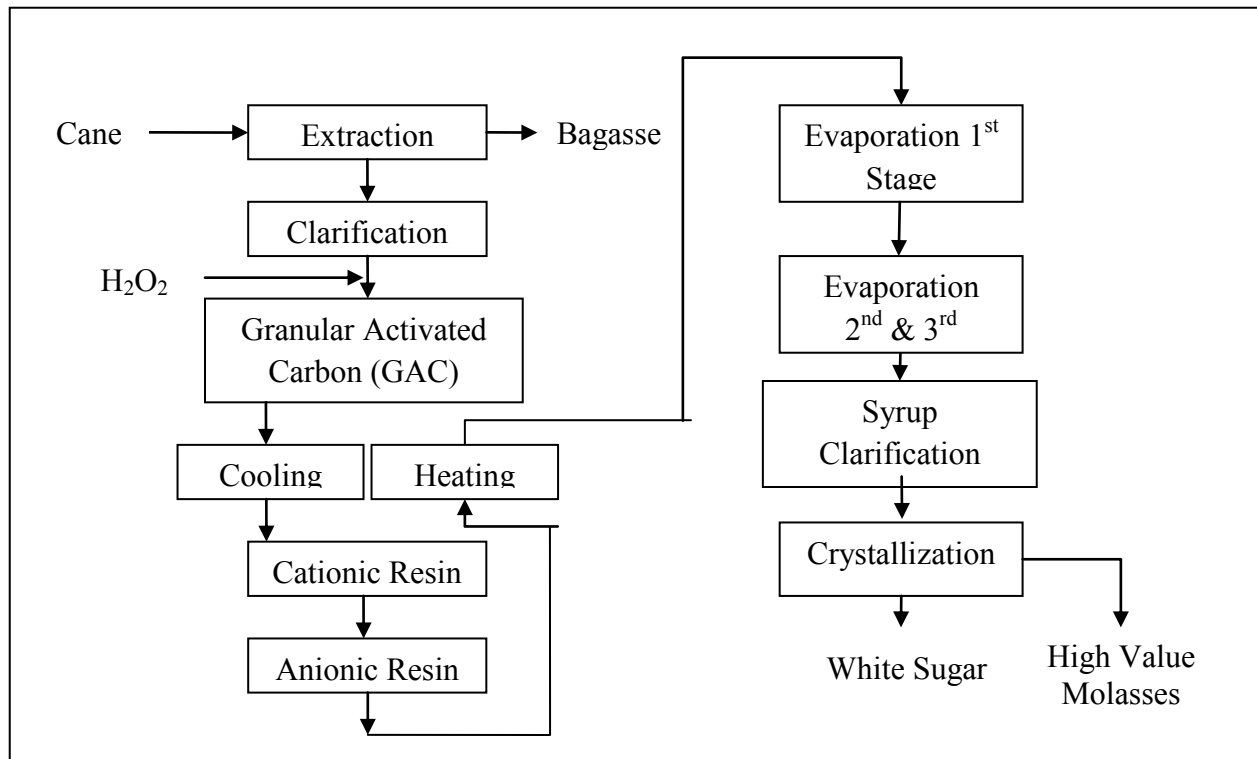 Cane
Extraction
Bagasse
Clarification
H₂O₂
Granular Activated
Carbon (GAC)
Cooling
Heating
Cationic Resin
Anionic Resin
Evaporation 1st
Stage
Evaporation
2nd & 3rd
Syrup
Clarification
Crystallization
White Sugar
High Value
Molasses